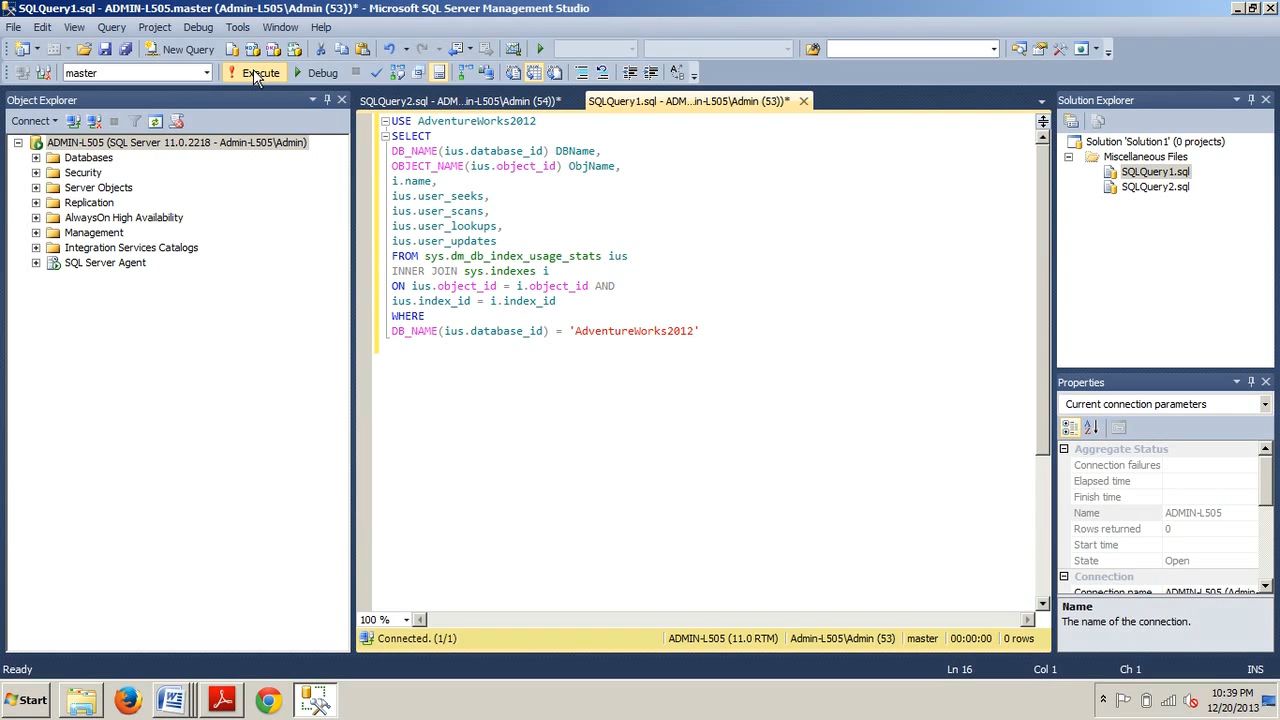 SQLQuery1.sql - ADMIN-L505.master (Admin-L505\Admin (53))* - Microsoft SQL Server Management Studio
File Edit View Query Project Debug Tools Window Help
New Query
master Execute Debug
Object Explorer
Connect
ADMIN-L505 (SQL Server 11.0.2218 - Admin-L505\Admin)
Databases
Security
Server Objects
Replication
AlwaysOn High Availability
Management
Integration Services Catalogs
SQL Server Agent
SQLQuery2.sql - ADM...in-L505\Admin (54))* SQLQuery1.sql - ADM...in-L505\Admin (53))*
USE AdventureWorks2012
SELECT
DB_NAME(ius.database_id) DBName,
OBJECT_NAME(ius.object_id) ObjName,
i.name,
ius.user_seeks,
ius.user_scans,
ius.user_lookups,
ius.user_updates
FROM sys.dm_db_index_usage_stats ius
INNER JOIN sys.indexes i
ON ius.object_id = i.object_id AND
ius.index_id = i.index_id
WHERE
DB_NAME(ius.database_id) = 'AdventureWorks2012'
100 %
Connected. (1/1) ADMIN-L505 (11.0 RTM) Admin-L505\Admin (53) master 00:00:00 0 rows
Solution Explorer
Solution 'Solution1' (0 projects)
Miscellaneous Files
SQLQuery1.sql
SQLQuery2.sql
Properties
Current connection parameters
Aggregate Status
Connection failures
Elapsed time
Finish time
Name ADMIN-L505
Rows returned 0
Start time
State Open
Connection
Connection name ADMIN-L505 (Admin
Name
The name of the connection.
Ready Ln 16 Col 1 Ch 1 INS
Start 10:39 PM
12/20/2013